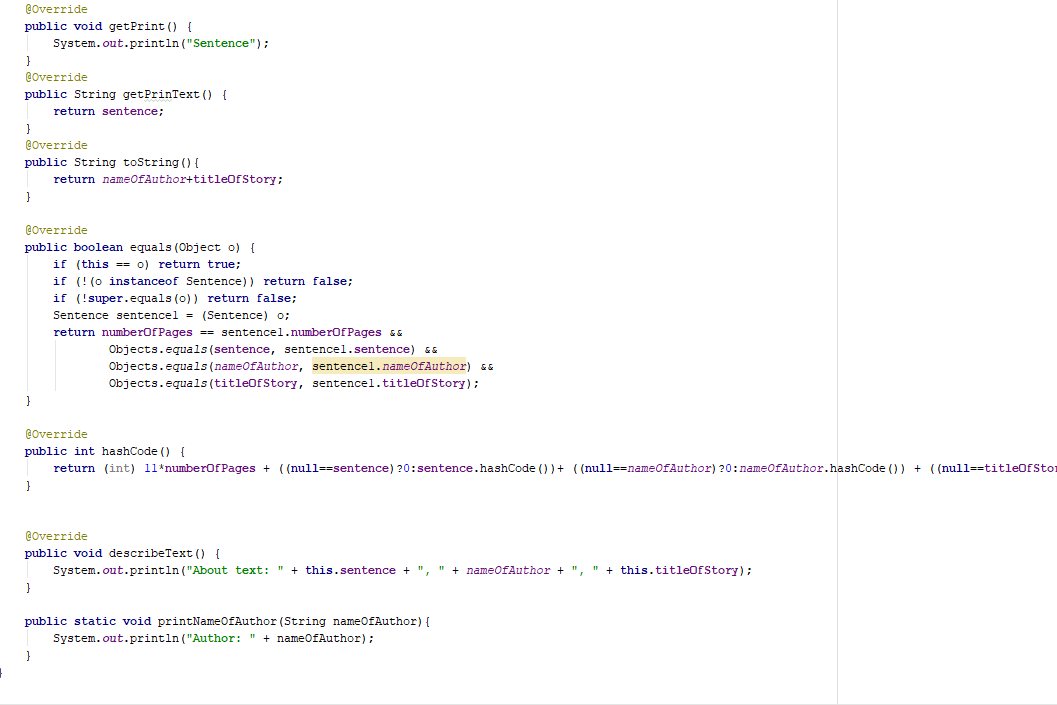 @Override
public void getPrint() {
    System.out.println("Sentence");
}
@Override
public String getPrinText() {
    return sentence;
}
@Override
public String toString(){
    return nameOfAuthor+titleOfStory;
}
@Override
public boolean equals(Object o) {
    if (this == o) return true;
    if (!(o instanceof Sentence)) return false;
    if (!super.equals(o)) return false;
    Sentence sentence1 = (Sentence) o;
    return numberOfPages == sentence1.numberOfPages &&
            Objects.equals(sentence, sentence1.sentence) &&
            Objects.equals(nameOfAuthor, sentence1.nameOfAuthor) &&
            Objects.equals(titleOfStory, sentence1.titleOfStory);
}
@Override
public int hashCode() {
    return (int) 11*numberOfPages + ((null==sentence)?0:sentence.hashCode())+ ((null==nameOfAuthor)?0:nameOfAuthor.hashCode()) + ((null==titleOfStor
}
@Override
public void describeText() {
    System.out.println("About text: " + this.sentence + ", " + nameOfAuthor + ", " + this.titleOfStory);
}
public static void printNameOfAuthor(String nameOfAuthor){
    System.out.println("Author: " + nameOfAuthor);
}
}